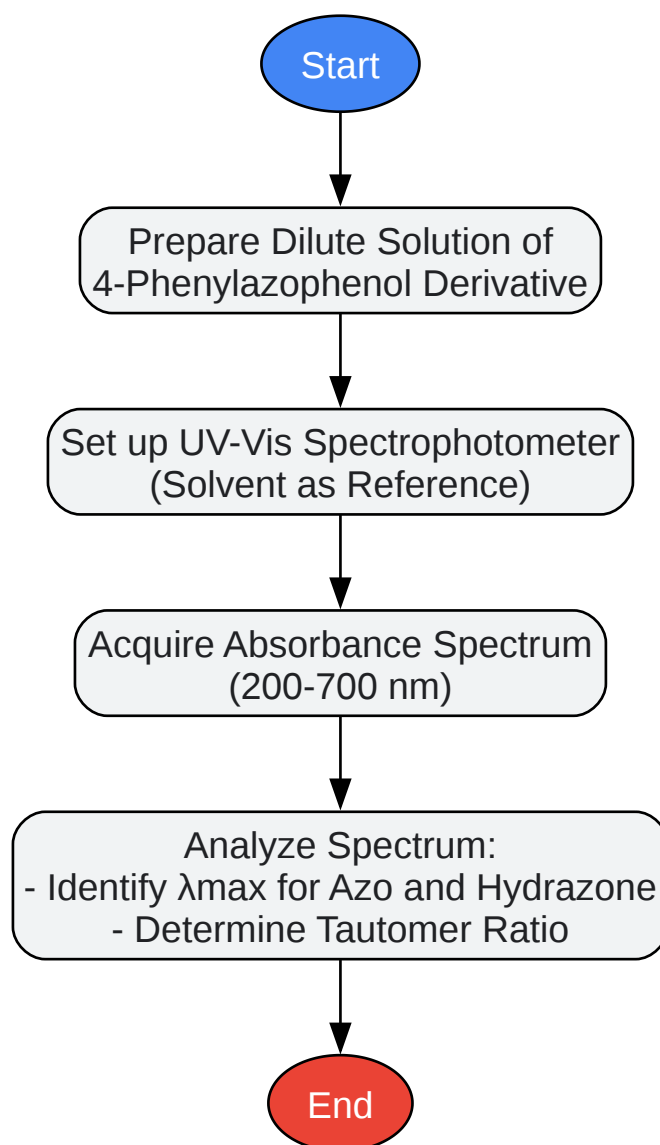 Start
Prepare Dilute Solution of
4-Phenylazophenol Derivative
Set up UV-Vis Spectrophotometer
(Solvent as Reference)
Acquire Absorbance Spectrum
(200-700 nm)
Analyze Spectrum:
- Identify λmax for Azo and Hydrazone
- Determine Tautomer Ratio
End